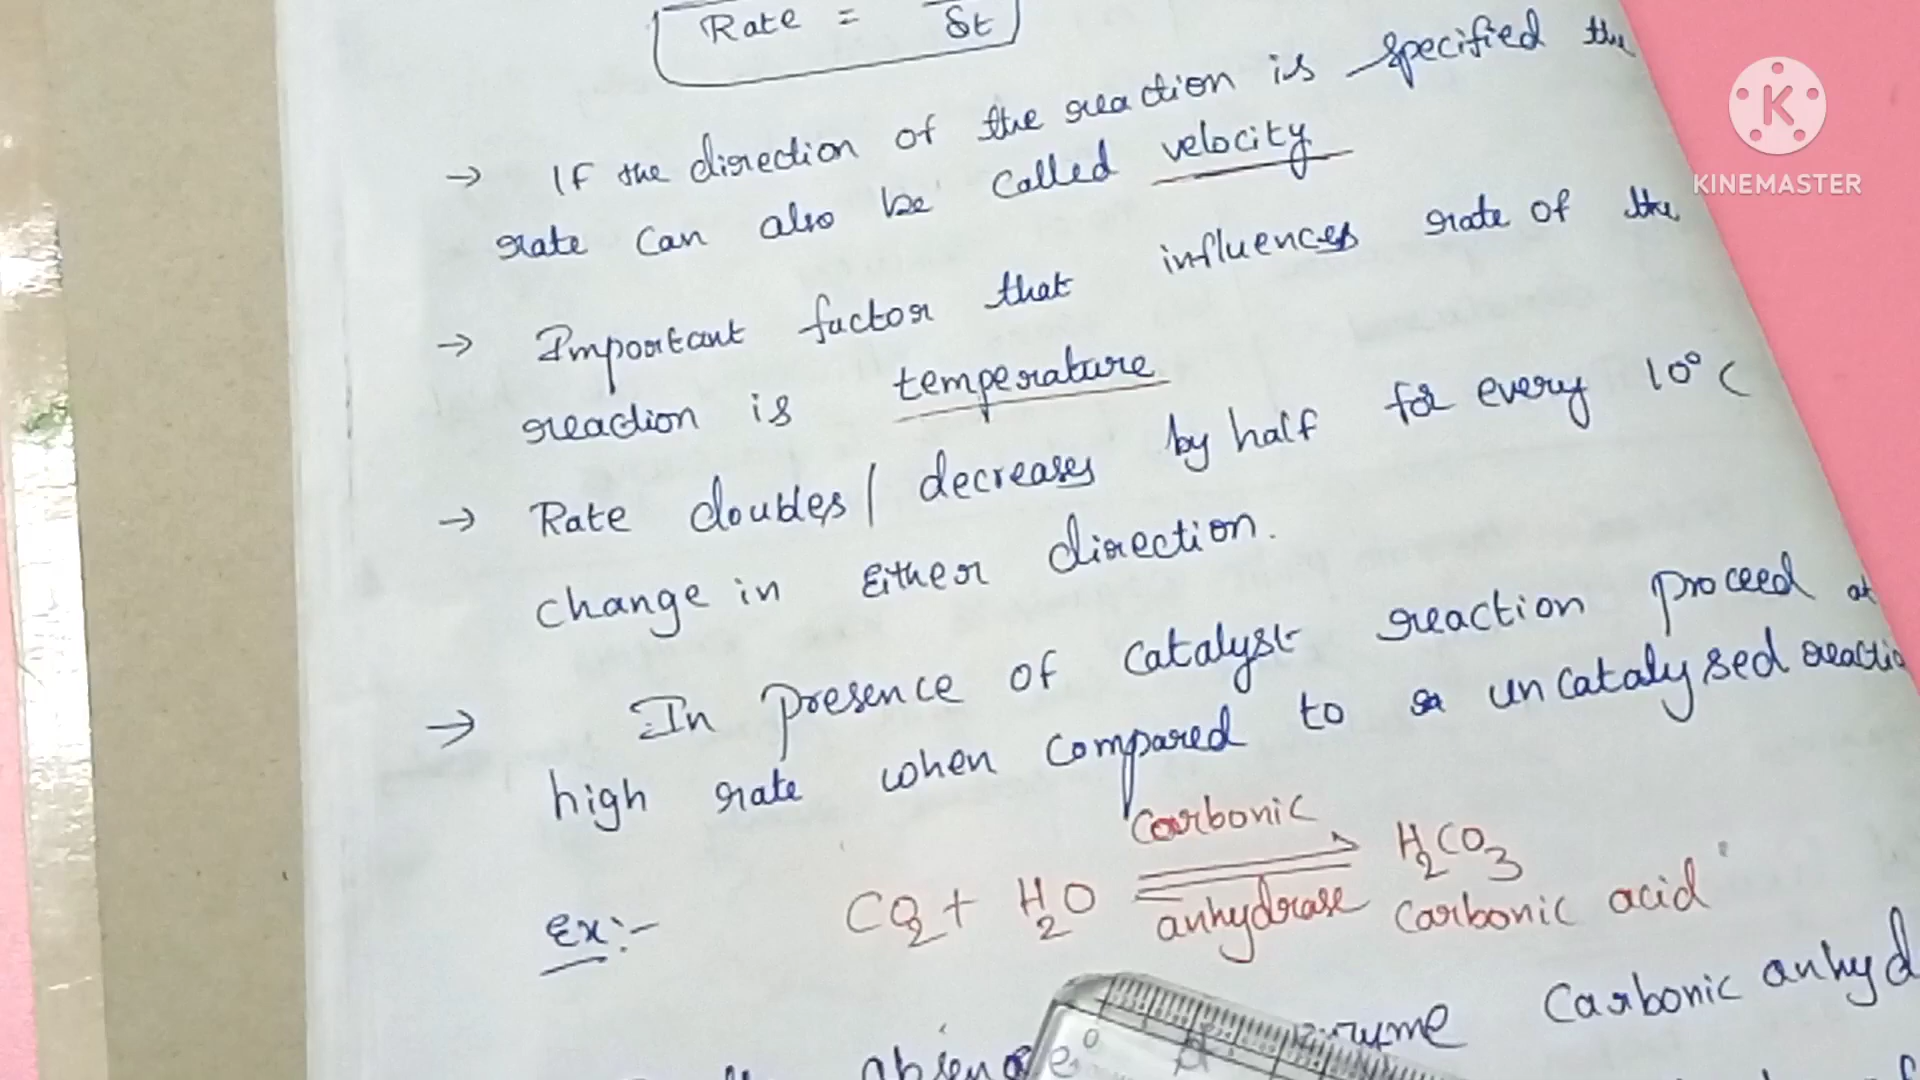 Rate =
δt
→ IF the direction of the reaction is specified the
rate can also be called velocity
→ Important factor that influences rate of the
reaction is temperature
→ Rate doubles / decreases by half for every 10°C
change in Either direction.
→ In presence of catalyst reaction proceed at
high rate when compared to a uncatalysed reactio
Carbonic
Ex:- CO2 + H2O ⇌ H2CO3
anhydrase Carbonic acid
Carbonic anhyd
KINEMASTER